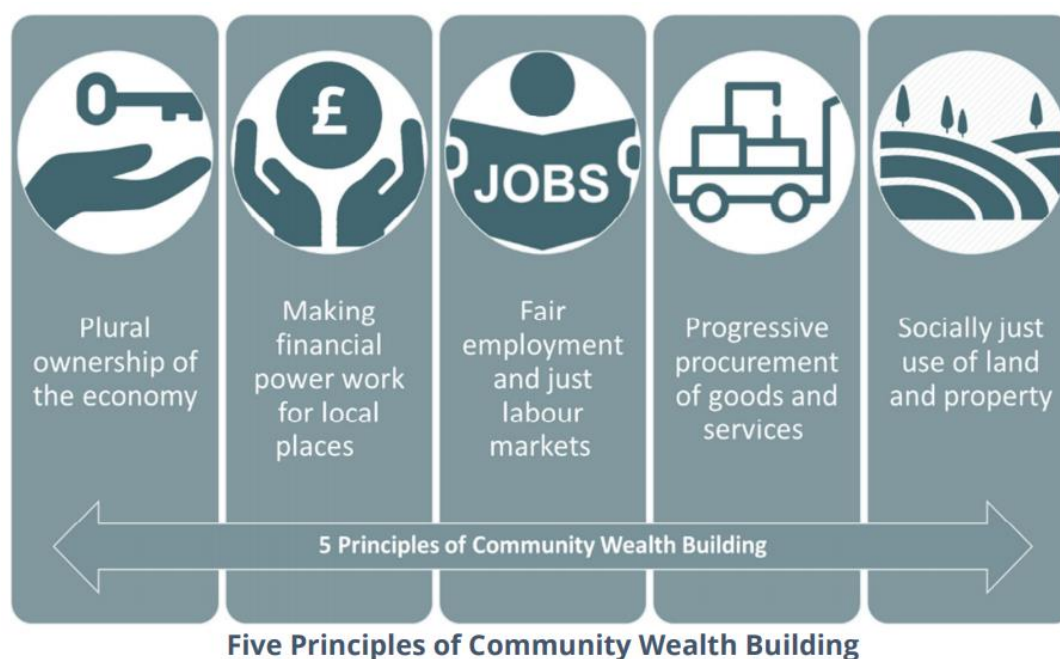 £
JOBS
Plural
ownership of
the economy
Making
financial
power work
for local
places
Fair
employment
and just
labour
markets
Progressive
procurement
of goods and
services
Socially just
use of land
and property
5 Principles of Community Wealth Building
Five Principles of Community Wealth Building